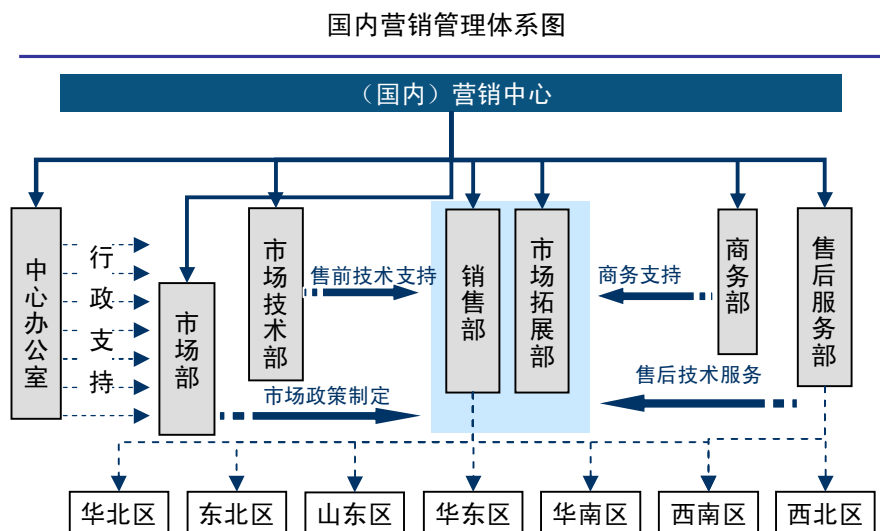 国内营销管理体系图
（国内）营销中心
中心办公室
行政支持
市场部
市场技术部
售前技术支持
销售部
市场拓展部
商务支持
商务部
售后服务部
市场政策制定
售后技术服务
华北区
东北区
山东区
华东区
华南区
西南区
西北区